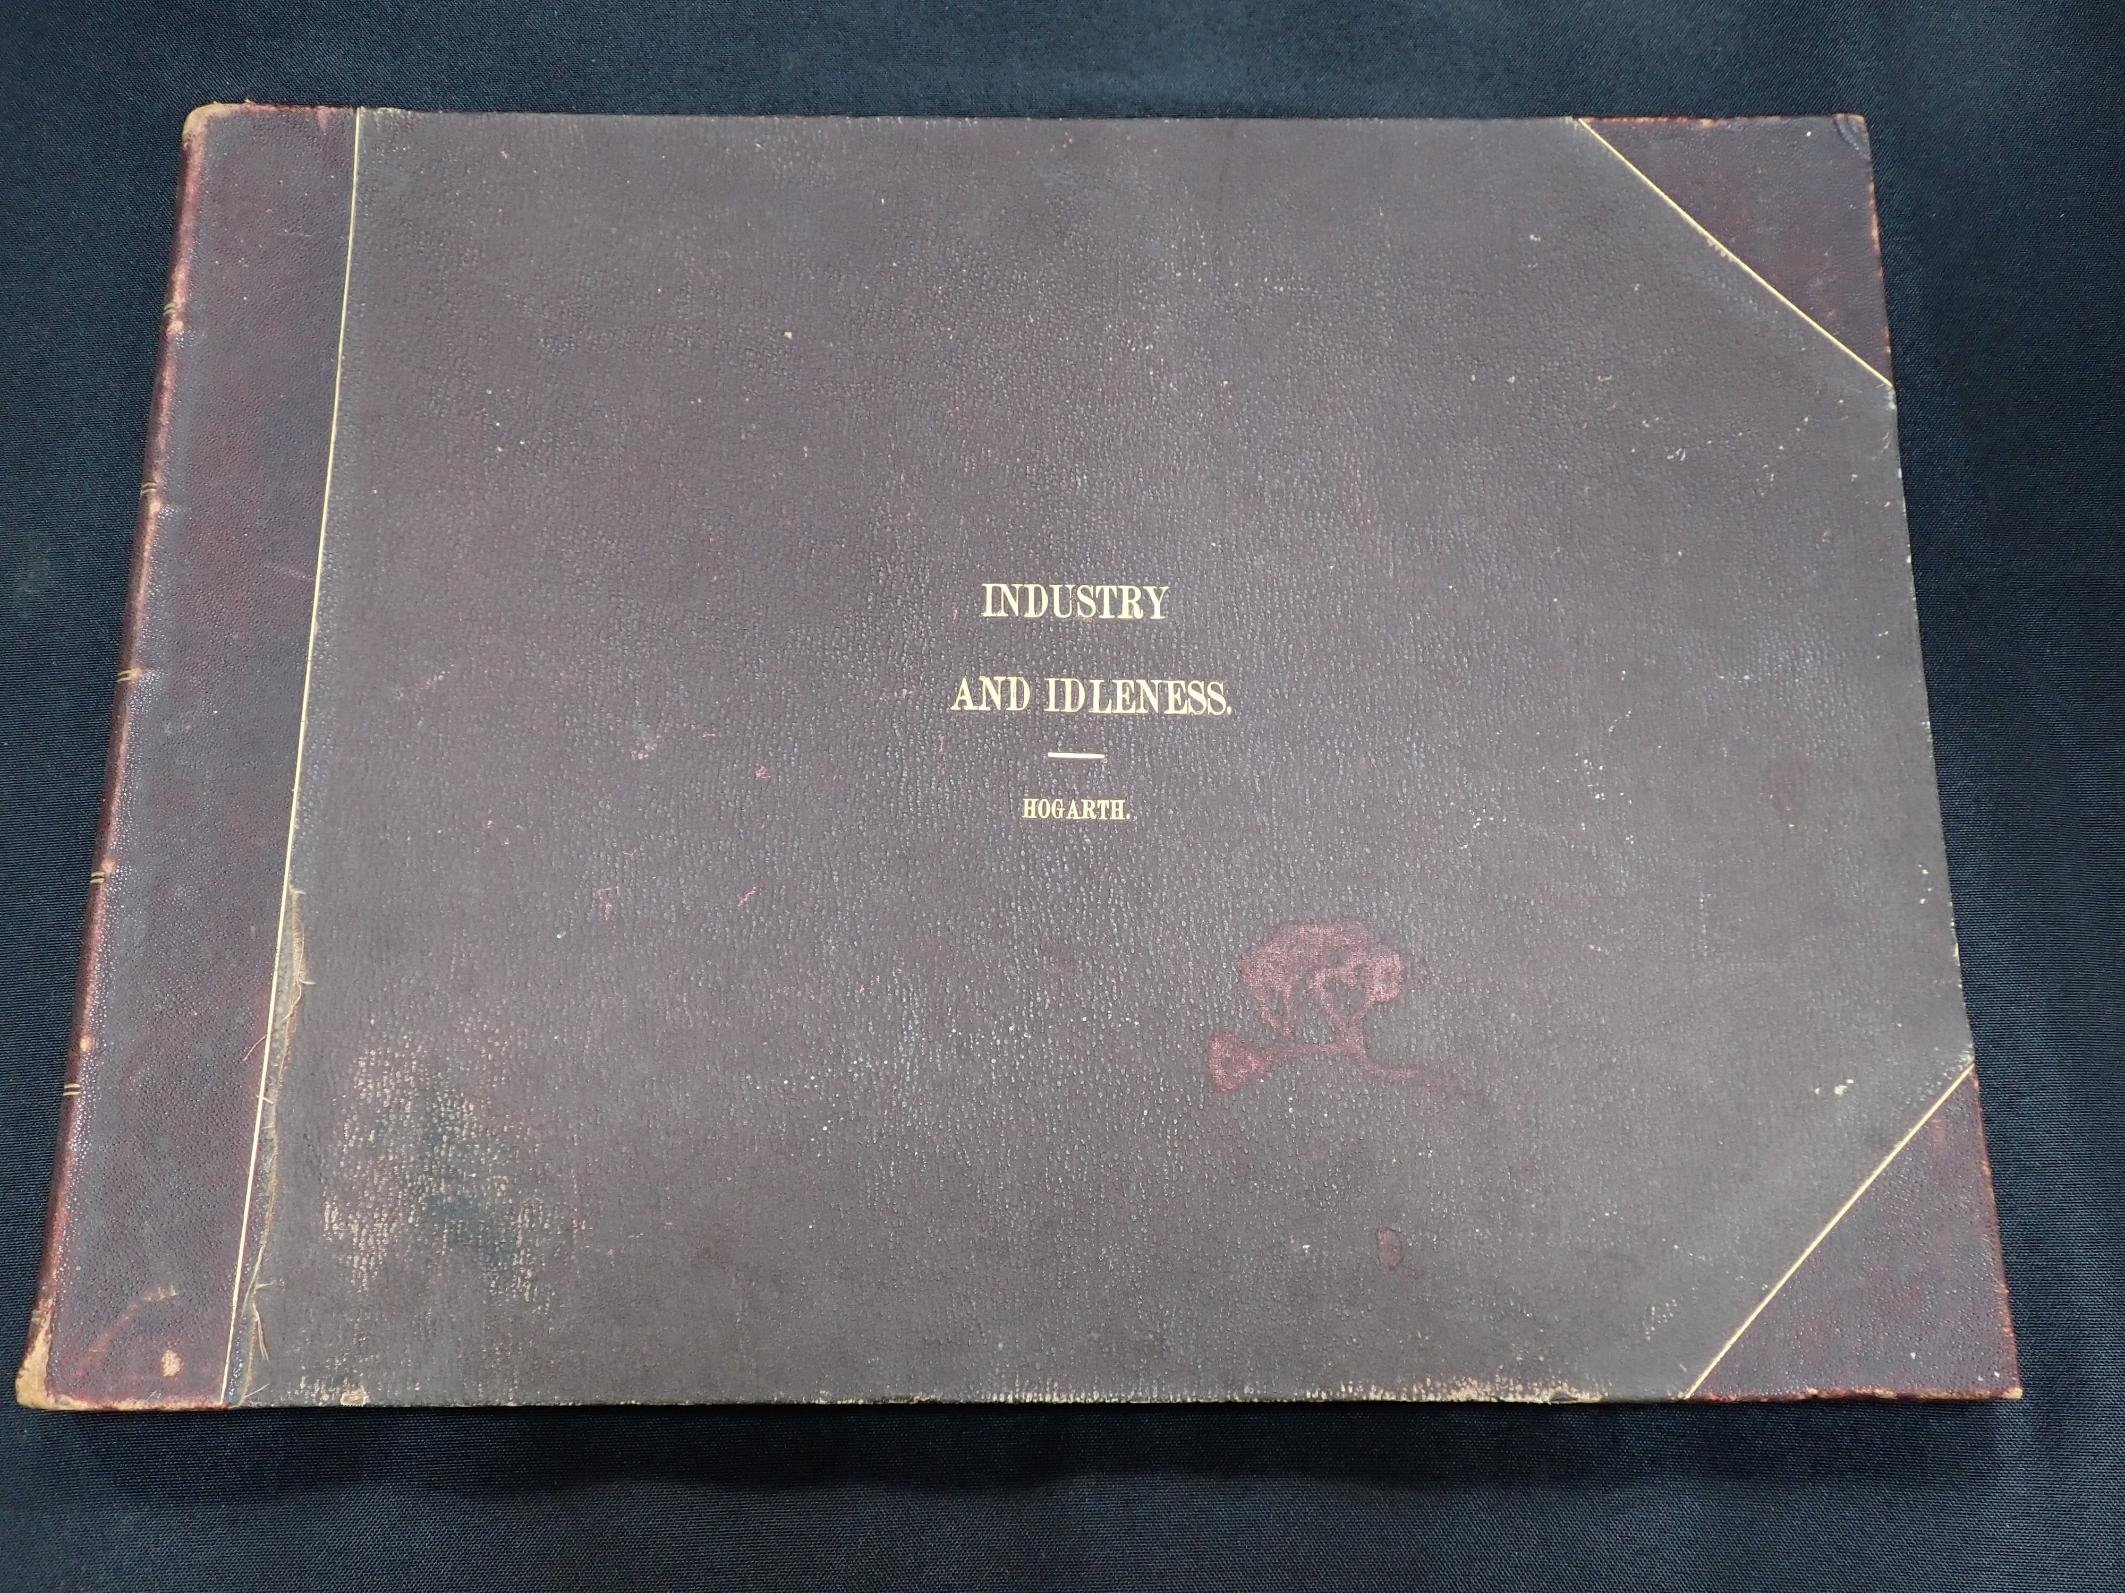 INDUSTRY
AND IDLENESS.
HOGARTH.